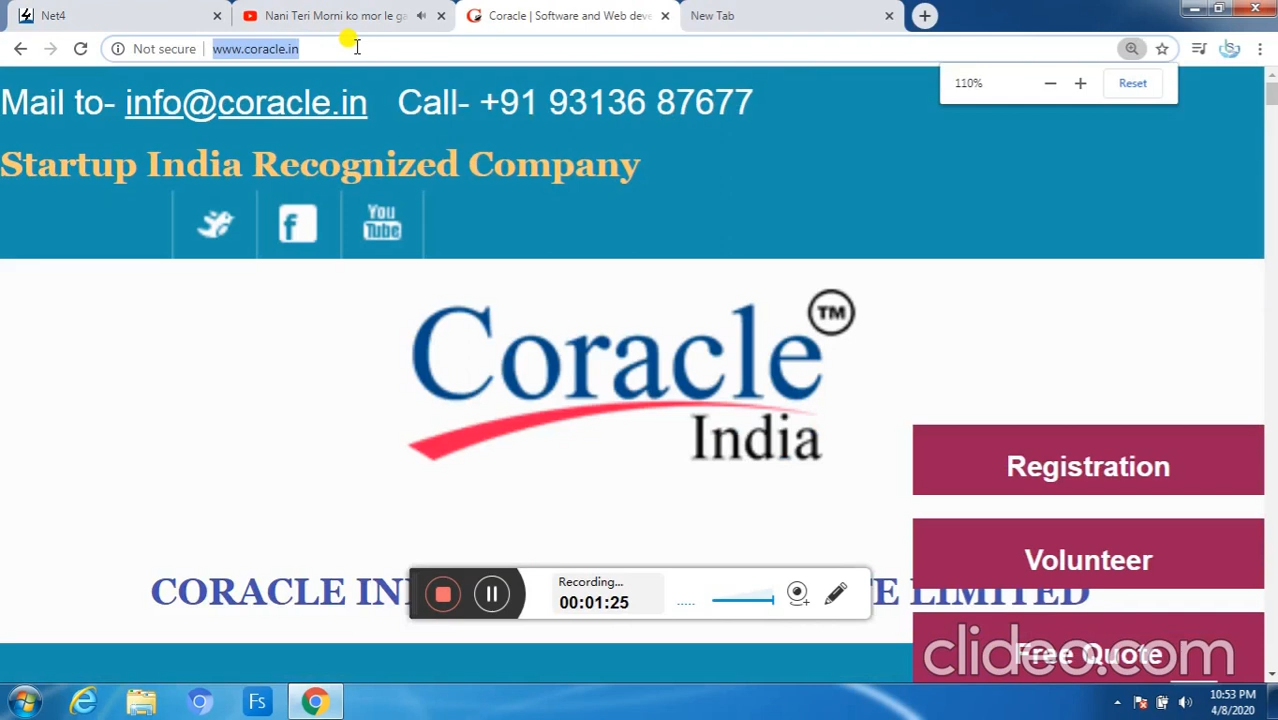 Net4
Nani Teri Morni ko mor le ga
Coracle | Software and Web deve
New Tab
Not secure
www.coracle.in
110%
Reset
Mail to- info@coracle.in Call- +91 93136 87677
Startup India Recognized Company
You
Tube
Coracle
TM
India
Registration
Volunteer
CORACLE IN
E LIMITED
Recording...
00:01:25
Free Quote
clideo.com
Fs
10:53 PM
4/8/2020